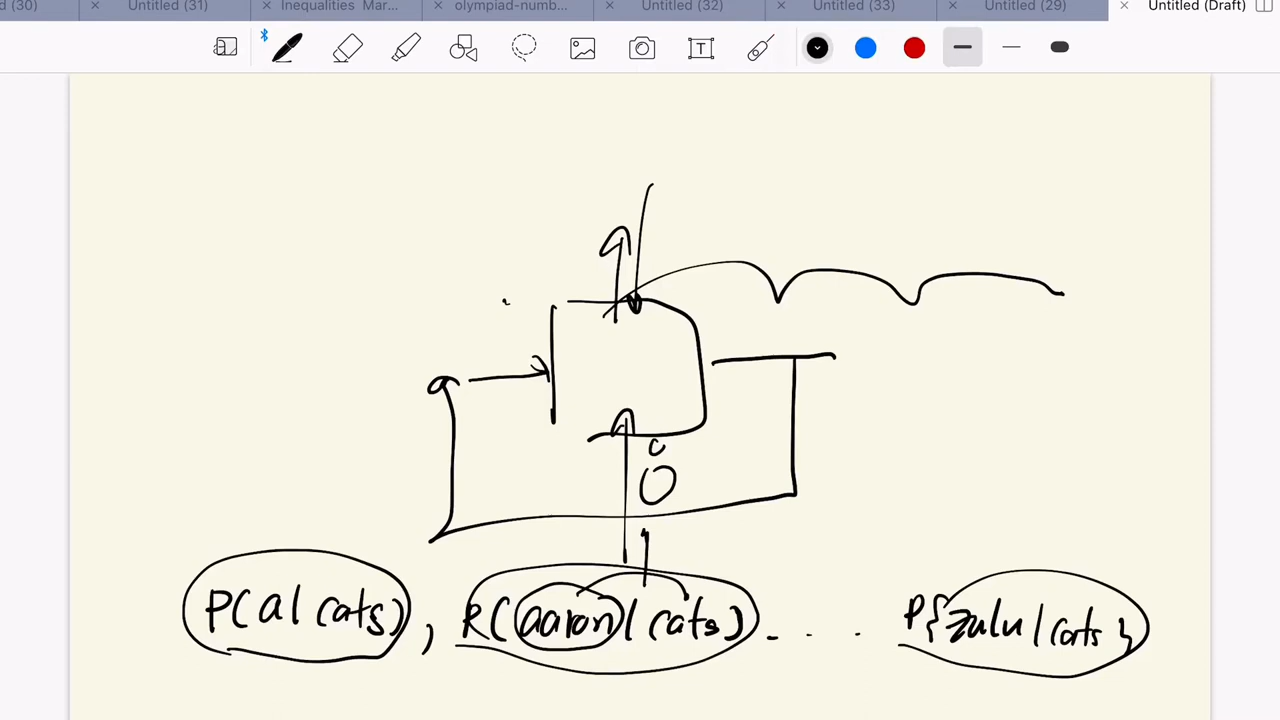 (30) Untitled (31) Inequalities Mar... olympiad-numb... Untitled (32) Untitled (33) Untitled (29) Untitled (Draft)
T
P(a|cats), R(aaron|cats) - . . . P{zulu|cats}